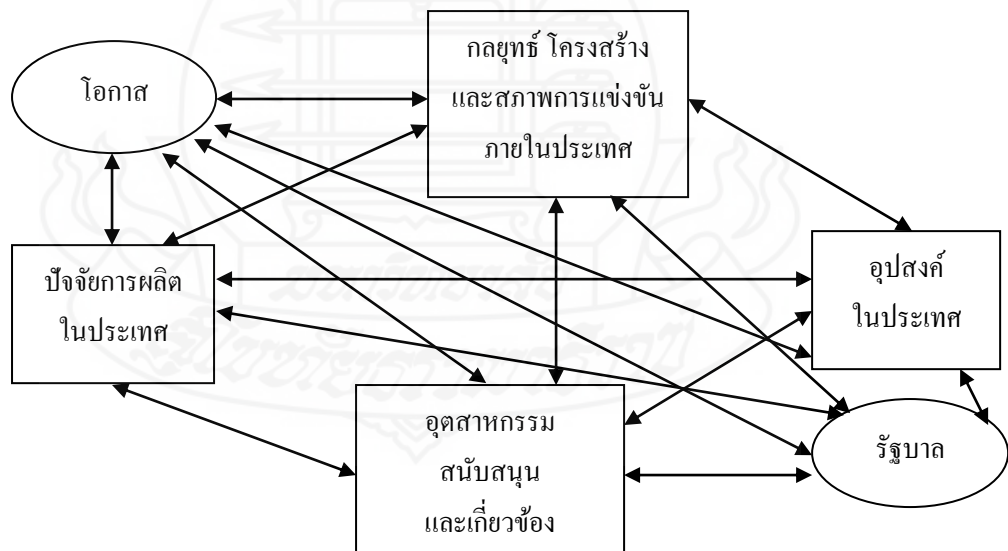 โอกาส
กลยุทธ์ โครงสร้าง
และสภาพการแข่งขัน
ภายในประเทศ
ปัจจัยการผลิต
ในประเทศ
อุปสงค์
ในประเทศ
อุตสาหกรรม
สนับสนุน
และเกี่ยวข้อง
รัฐบาล